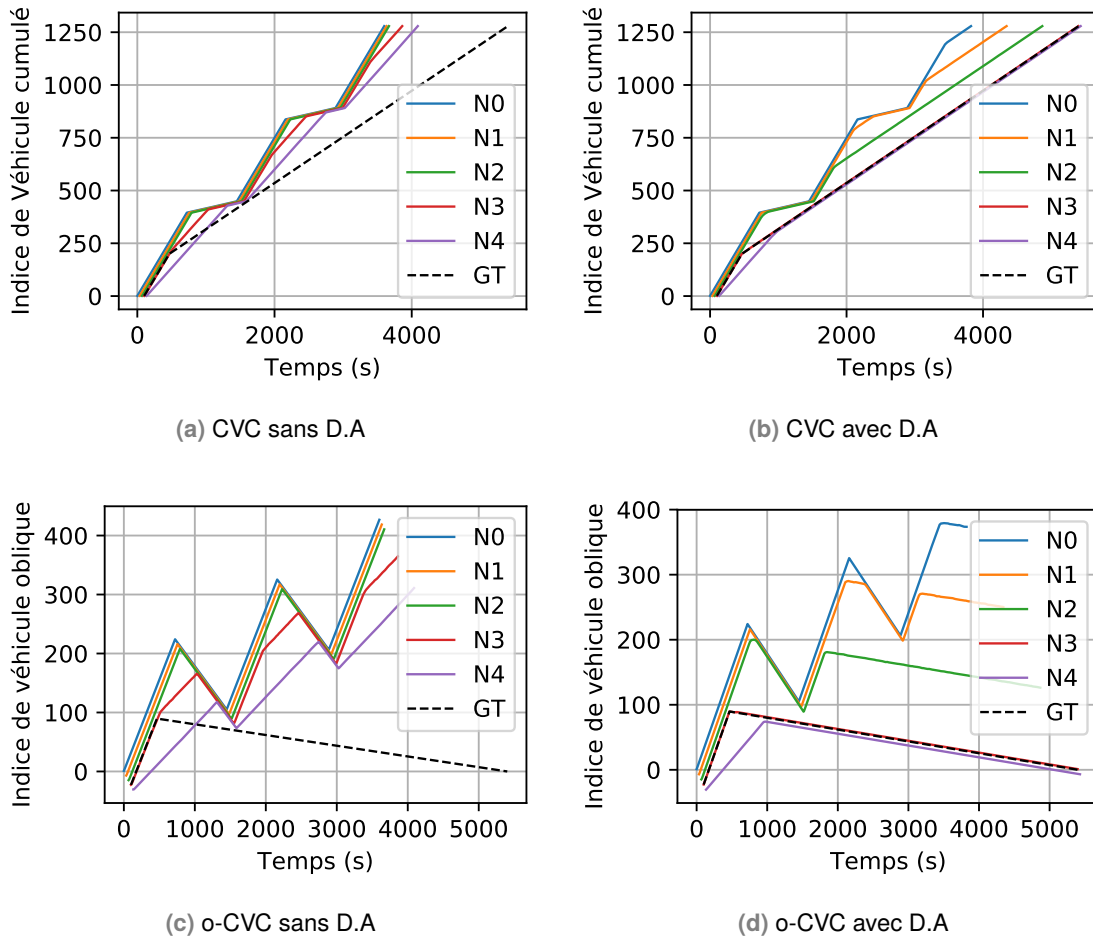 1250
1000
750
500
250
0
Indice de Véhicule cumulé
N0
N1
N2
N3
N4
GT
0 2000 4000
Temps (s)
(a) CVC sans D.A
1250
1000
750
500
250
0
Indice de Véhicule cumulé
N0
N1
N2
N3
N4
GT
0 2000 4000
Temps (s)
(b) CVC avec D.A
400
300
200
100
0
Indice de véhicule oblique
N0
N1
N2
N3
N4
GT
0 1000 2000 3000 4000 5000
Temps (s)
(c) o-CVC sans D.A
400
300
200
100
0
Indice de véhicule oblique
N0
N1
N2
N3
N4
GT
0 1000 2000 3000 4000 5000
Temps (s)
(d) o-CVC avec D.A